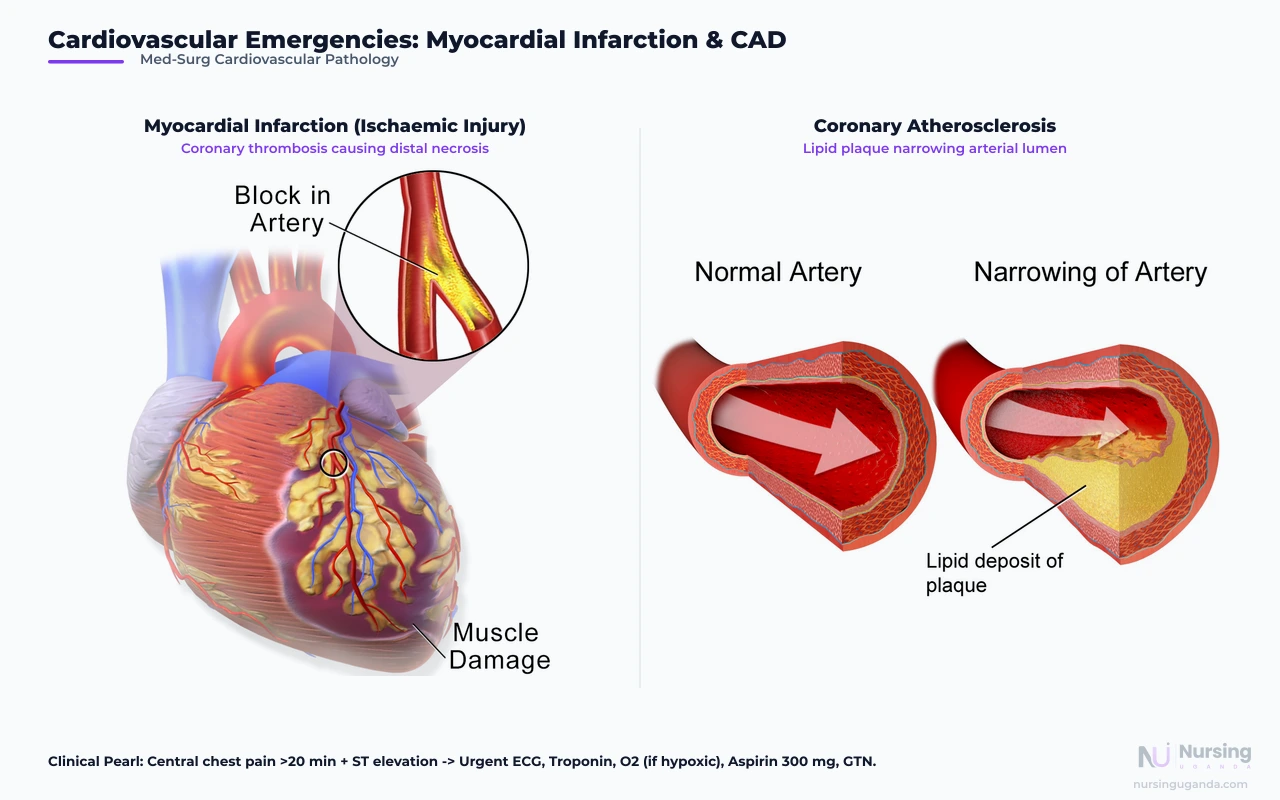 Cardiovascular Emergencies: Myocardial Infarction & CAD
Med-Surg Cardiovascular Pathology
Myocardial Infarction (Ischaemic Injury)
Coronary thrombosis causing distal necrosis
Block in
Artery
Muscle
Damage
Coronary Atherosclerosis
Lipid plaque narrowing arterial lumen
Normal Artery
Narrowing of Artery
Lipid deposit of
plaque
Clinical Pearl: Central chest pain >20 min + ST elevation -> Urgent ECG, Troponin, O2 (if hypoxic), Aspirin 300 mg, GTN.
NU Nursing
UGANDA
nursinguganda.com